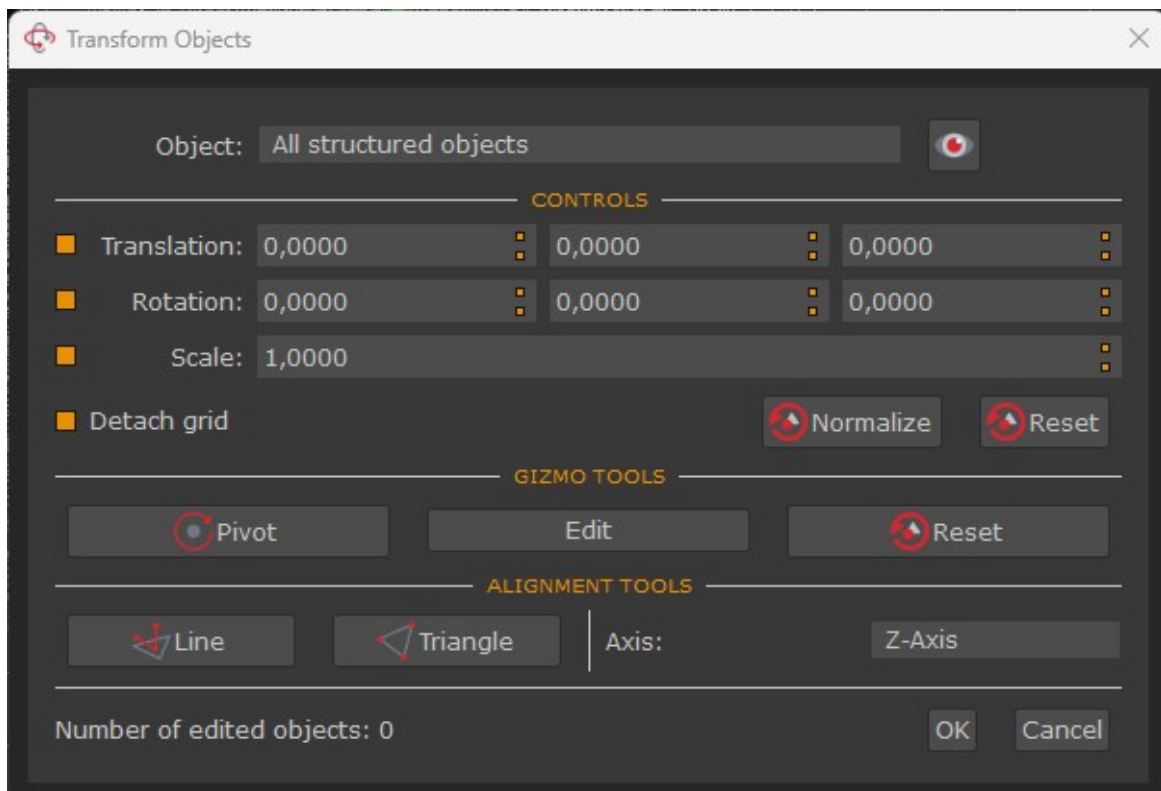 Transform Objects
Object: All structured objects
CONTROLS
Translation: 0,0000 0,0000 0,0000
Rotation: 0,0000 0,0000 0,0000
Scale: 1,0000
Detach grid Normalize Reset
GIZMO TOOLS
Pivot Edit Reset
ALIGNMENT TOOLS
Line Triangle Axis: Z-Axis
Number of edited objects: 0 OK Cancel